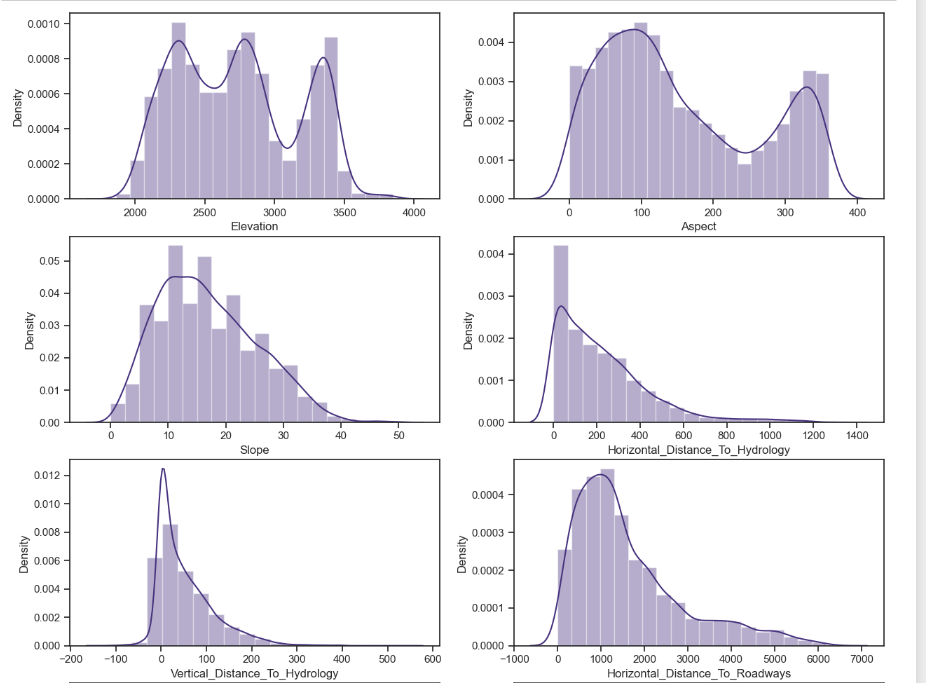 0.0010
0.0008
0.0006
0.0004
0.0002
0.0000
Density
2000 2500 3000 3500 4000
Elevation
0.004
0.003
0.002
0.001
0.000
Density
0 100 200 300 400
Aspect
0.05
0.04
0.03
0.02
0.01
0.00
Density
0 10 20 30 40 50
Slope
0.004
0.003
0.002
0.001
0.000
Density
0 200 400 600 800 1000 1200 1400
Horizontal_Distance_To_Hydrology
0.012
0.010
0.008
0.006
0.004
0.002
0.000
Density
−200 −100 0 100 200 300 400 500 600
Vertical_Distance_To_Hydrology
0.0004
0.0003
0.0002
0.0001
0.0000
Density
−1000 0 1000 2000 3000 4000 5000 6000 7000
Horizontal_Distance_To_Roadways